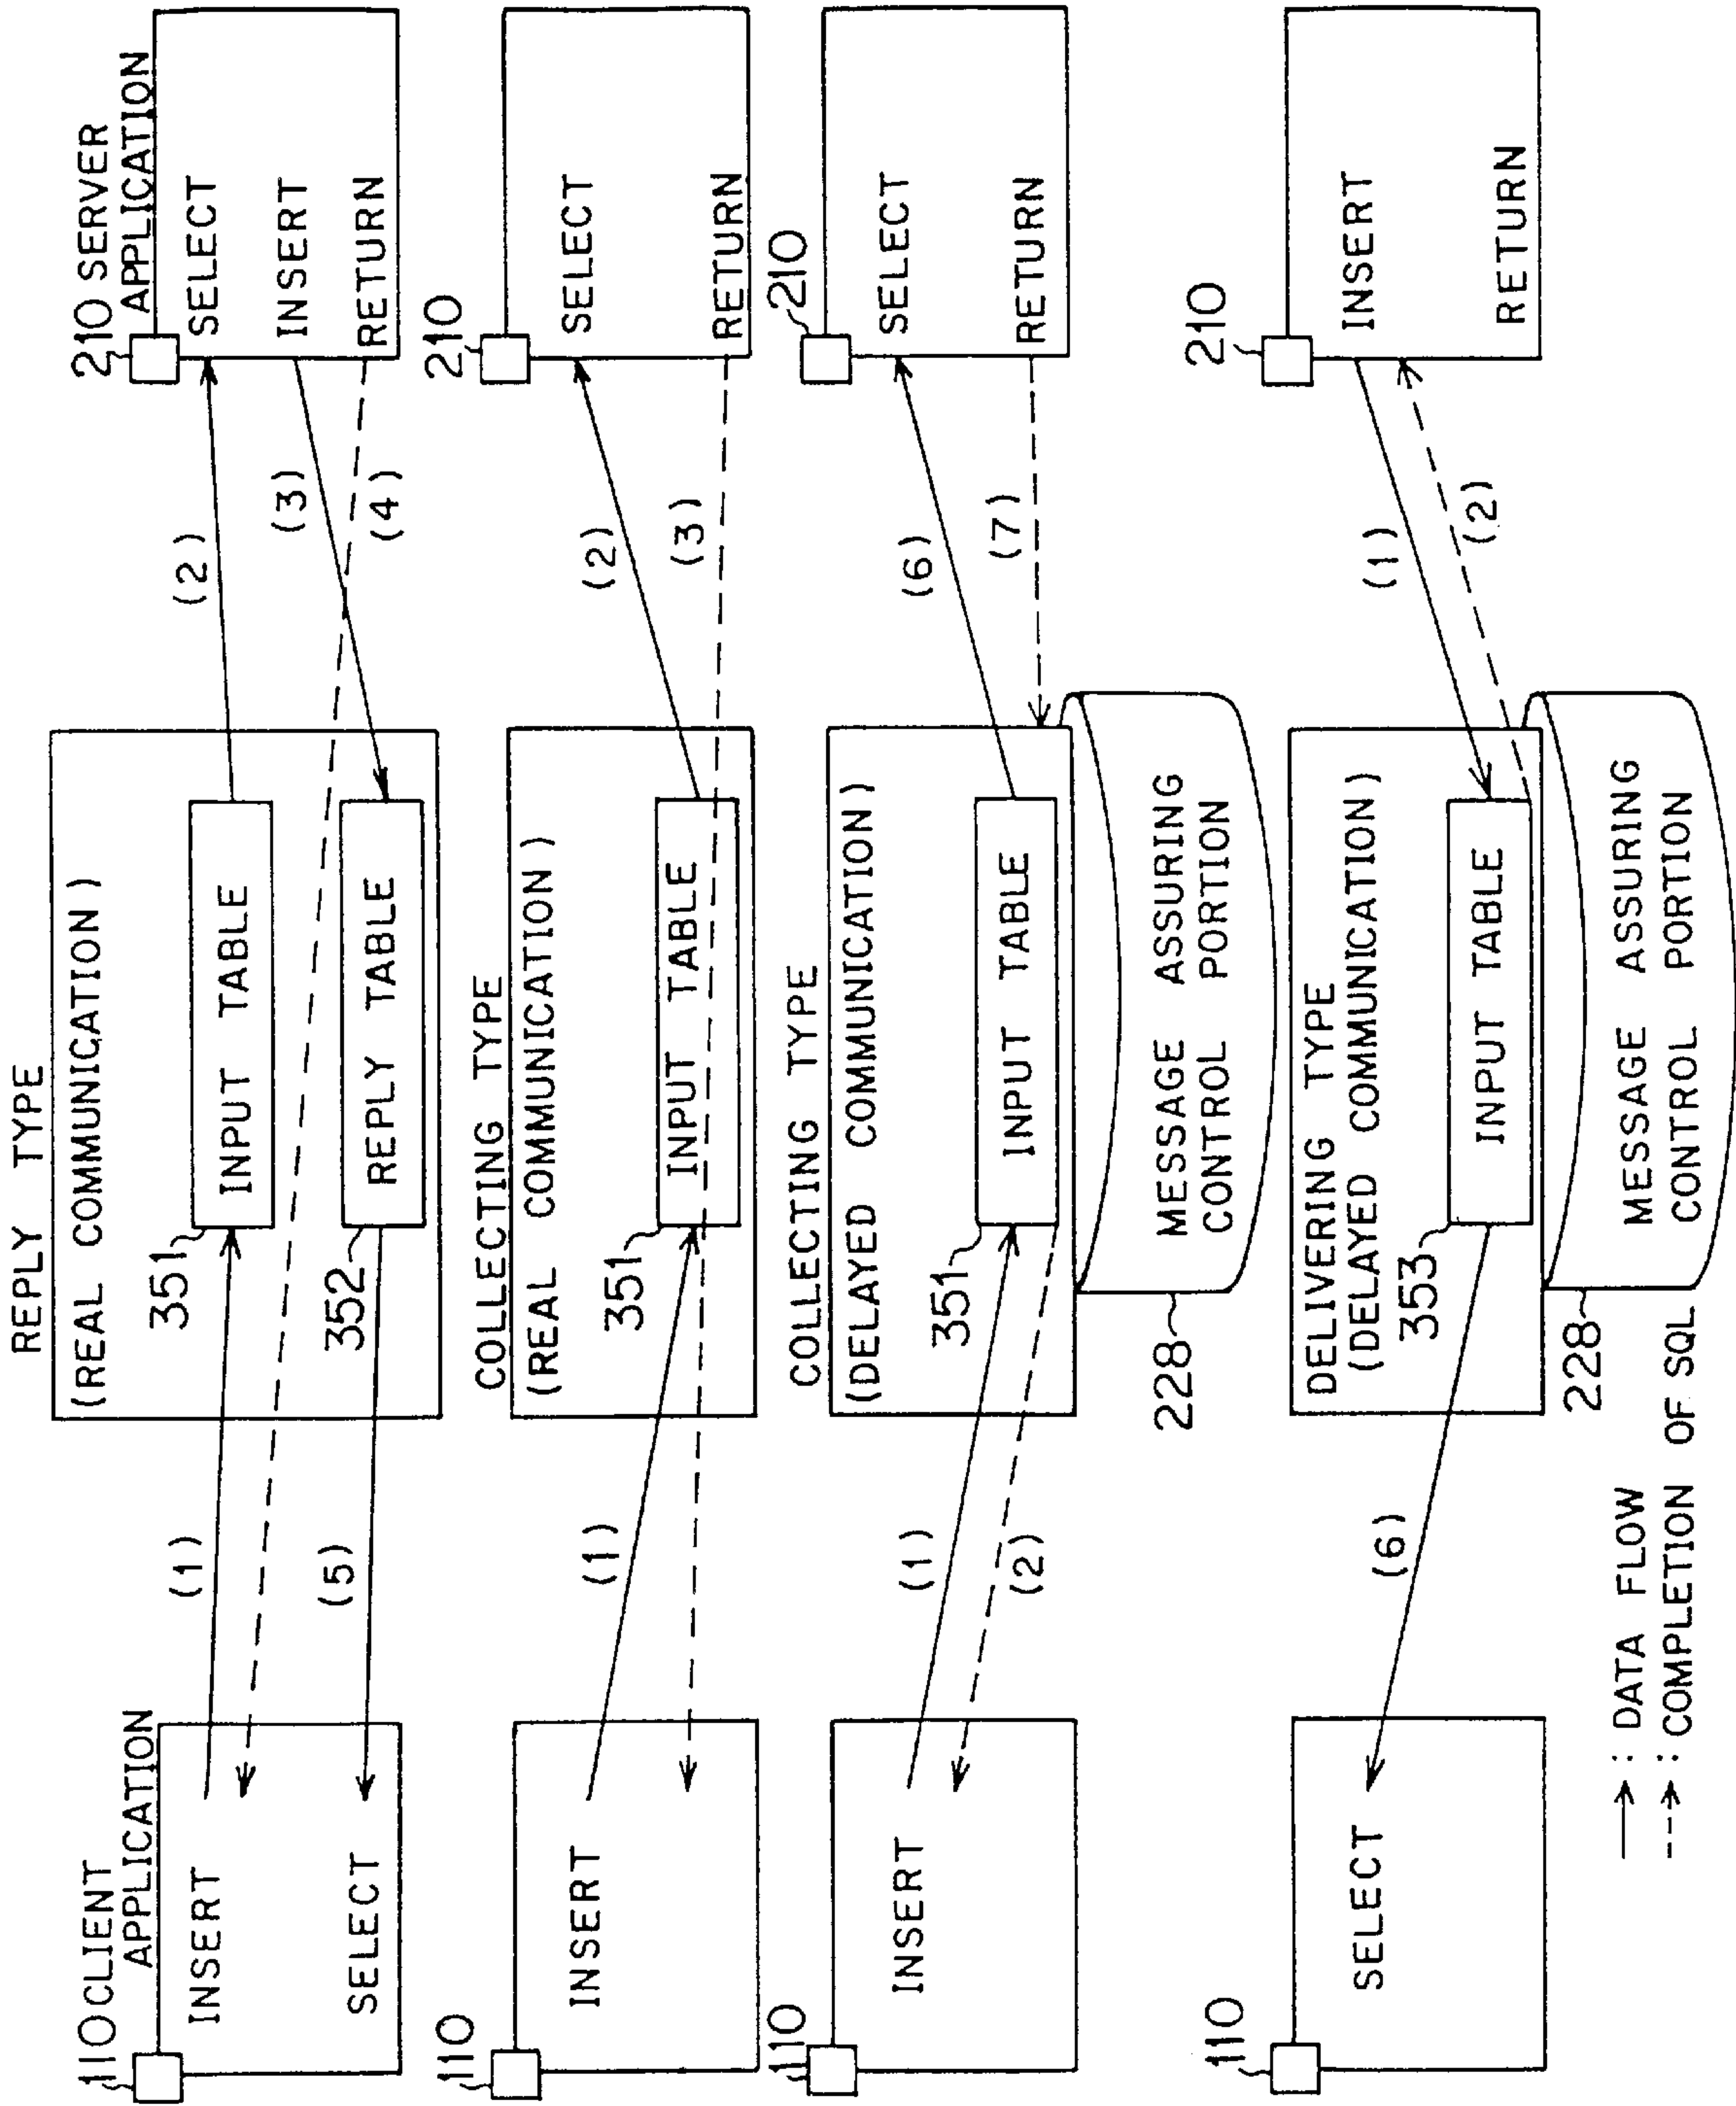 REPLY TYPE
110 CLIENT
APPLICATION
INSERT
SELECT
(1)
(5)
(REAL COMMUNICATION)
351
INPUT TABLE
352
REPLY TABLE
(2)
(3)
(4)
210 SERVER
APPLICATION
SELECT
INSERT
RETURN
COLLECTING TYPE
110
INSERT
(1)
(REAL COMMUNICATION)
351
INPUT TABLE
(2)
(3)
210
SELECT
RETURN
COLLECTING TYPE
110
INSERT
(1)
(2)
(DELAYED COMMUNICATION)
351
INPUT TABLE
228
MESSAGE ASSURING
CONTROL PORTION
(6)
(7)
210
SELECT
RETURN
110
SELECT
(6)
DELIVERING TYPE
(DELAYED COMMUNICATION)
353
INPUT TABLE
228
MESSAGE ASSURING
CONTROL PORTION
(1)
(2)
210
INSERT
RETURN
: DATA FLOW
: COMPLETION OF SQL